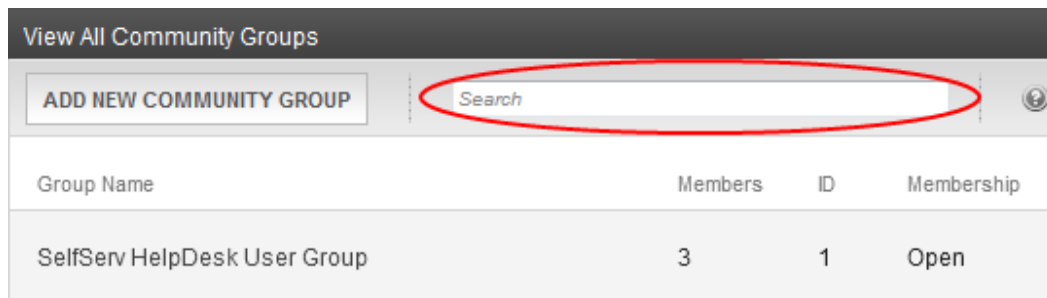 View All Community Groups
ADD NEW COMMUNITY GROUP Search ?
Group Name Members ID Membership
SelfServ HelpDesk User Group 3 1 Open